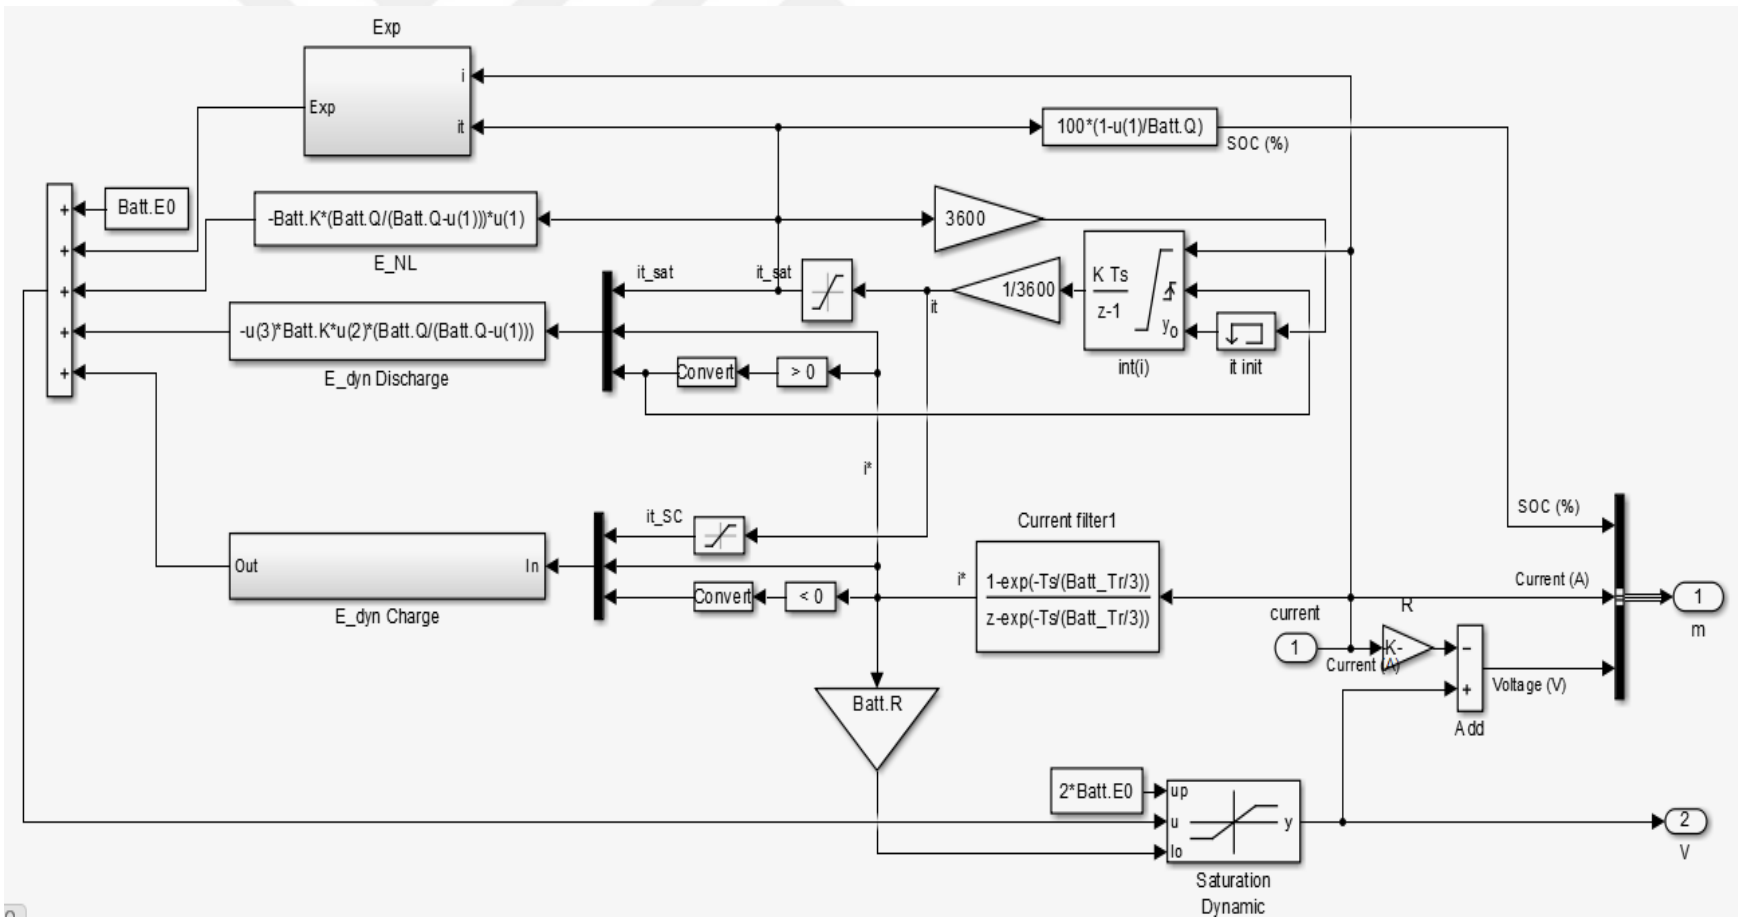 Exp
i
Exp
it
100*(1-u(1)/Batt.Q)
SOC (%)
+
Batt.E0
-Batt.K*(Batt.Q/(Batt.Q-u(1)))*u(1)
3600
+
E_NL
it_sat
it_sat
K Ts
z-1
1/3600
+
it
yo
-u(3)*Batt.K*u(2)*(Batt.Q/(Batt.Q-u(1)))
+
int(i)
it init
Convert
> 0
+
E_dyn Discharge
i*
SOC (%)
it_SC
Current filter1
Out
In
i*
1-exp(-Ts/(Batt_Tr/3))
z-exp(-Ts/(Batt_Tr/3))
Current (A)
Convert
< 0
1
m
E_dyn Charge
current
R
1
K-
−
Current (A)
+
Voltage (V)
Batt.R
Add
2*Batt.E0
up
u
y
lo
2
V
Saturation
Dynamic